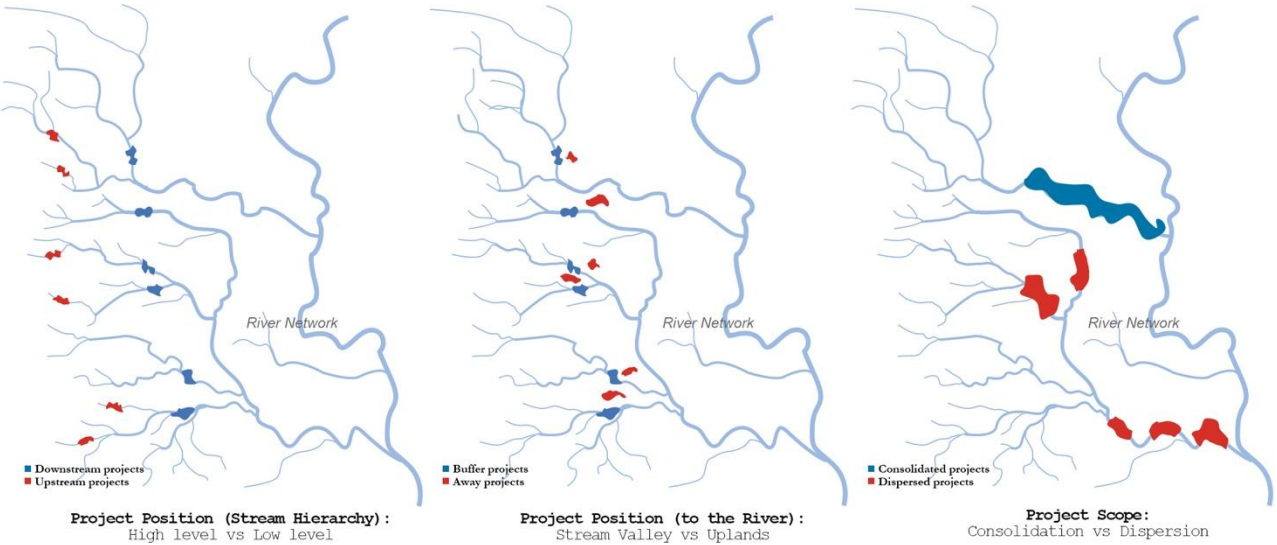 River Network
Downstream projects
Upstream projects
Project Position (Stream Hierarchy):
High level vs Low level
River Network
Buffer projects
Away projects
Project Position (to the River):
Stream Valley vs Uplands
River Network
Consolidated projects
Dispersed projects
Project Scope:
Consolidation vs Dispersion